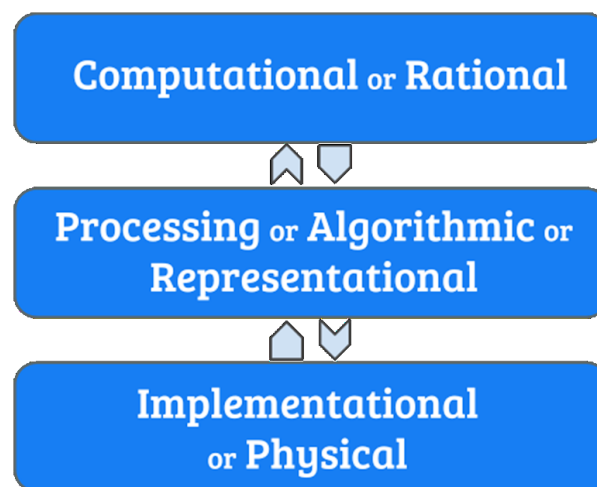 Computational or Rational
Processing or Algorithmic or
Representational
Implementational
or Physical